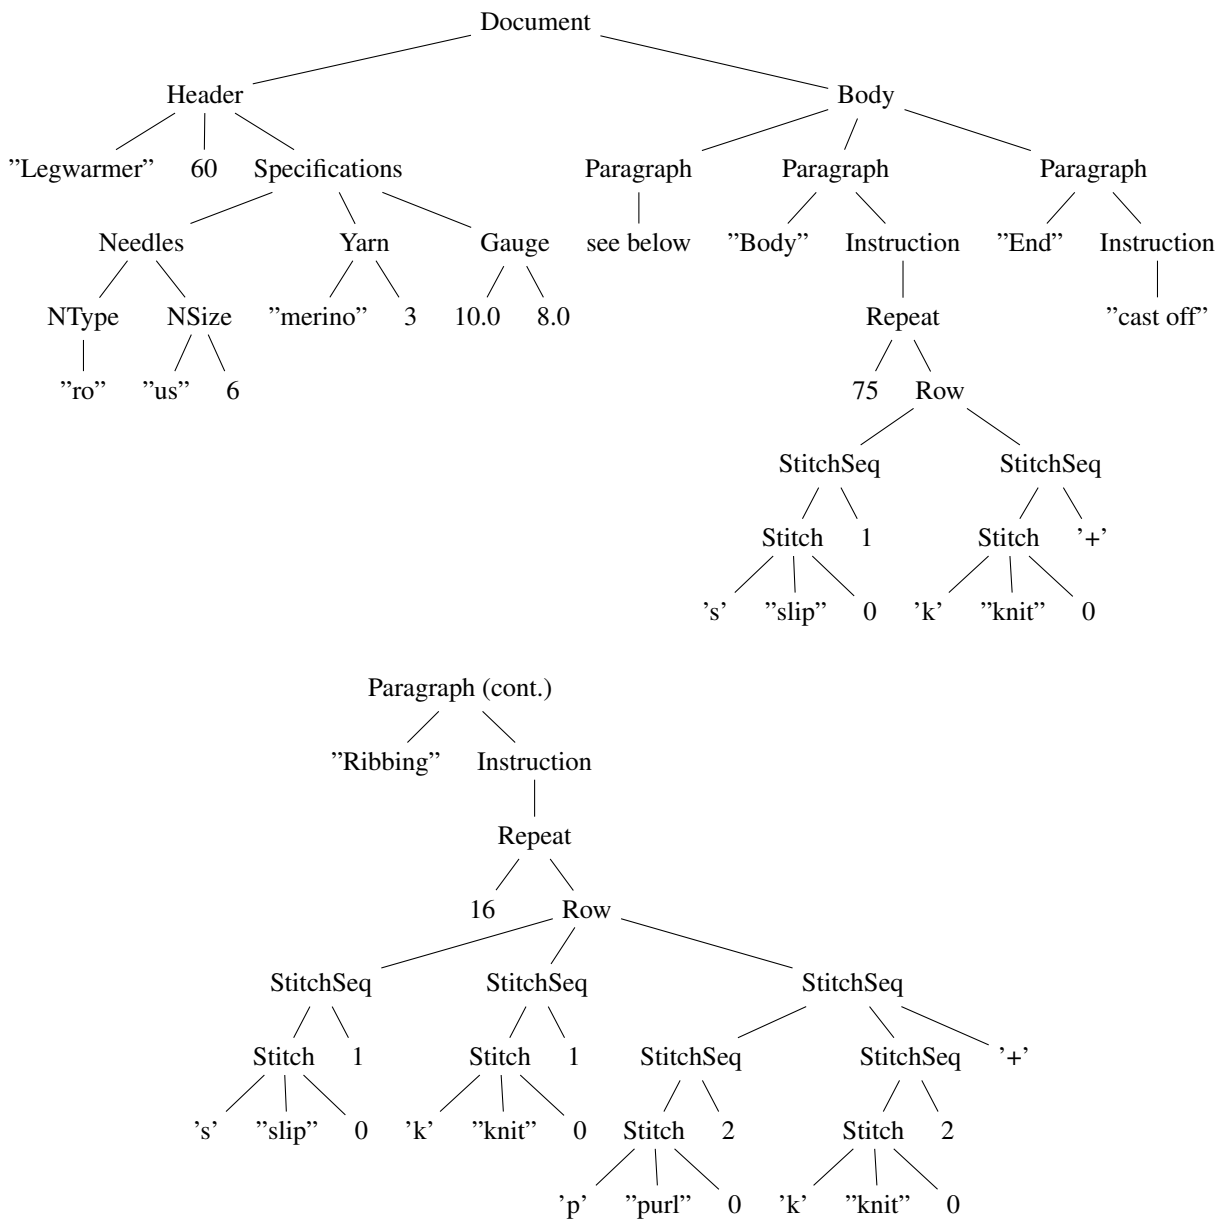 Document
Header Body
”Legwarmer” 60 Specifications Paragraph Paragraph Paragraph
Needles Yarn Gauge see below ”Body” Instruction ”End” Instruction
NType NSize ”merino” 3 10.0 8.0 Repeat ”cast off”
”ro” ”us” 6 75 Row
StitchSeq StitchSeq
Stitch 1 Stitch ’+’
’s’ ”slip” 0 ’k’ ”knit” 0
Paragraph (cont.)
”Ribbing” Instruction
Repeat
16 Row
StitchSeq StitchSeq StitchSeq
Stitch 1 Stitch 1 StitchSeq StitchSeq ’+’
’s’ ”slip” 0 ’k’ ”knit” 0 Stitch 2 Stitch 2
’p’ ”purl” 0 ’k’ ”knit” 0